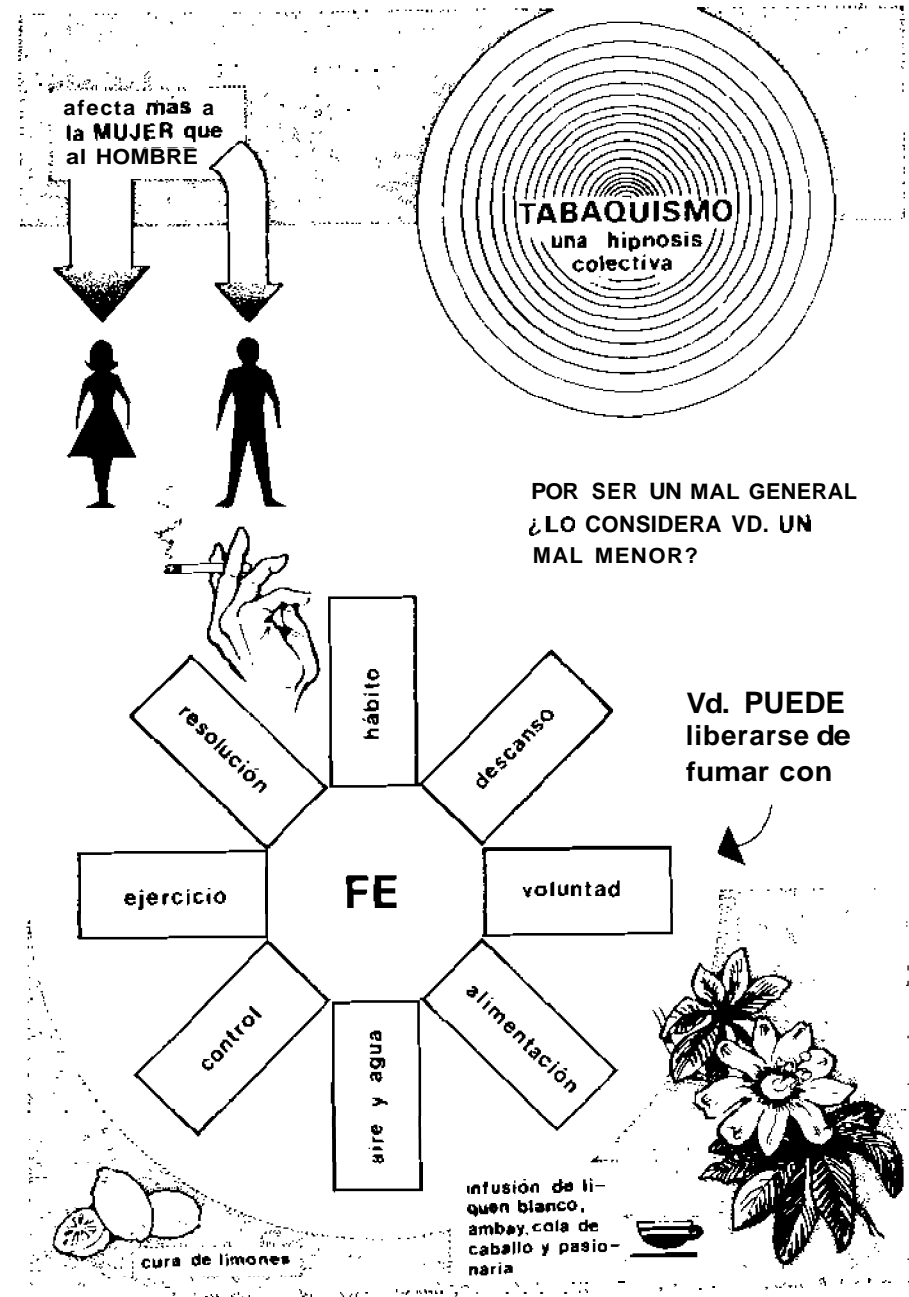 afecta mas a
la MUJER que
al HOMBRE
TABAQUISMO
una hipnosis
colectiva
POR SER UN MAL GENERAL
¿LO CONSIDERA VD. UN
MAL MENOR?
Vd. PUEDE
liberarse de
fumar con
hábito
resolución
descanso
ejercicio
FE
voluntad
control
alimentación
aire y agua
cura de limones
infusión de li-
quen blanco,
ambay, cola de
caballo y pasio-
naria